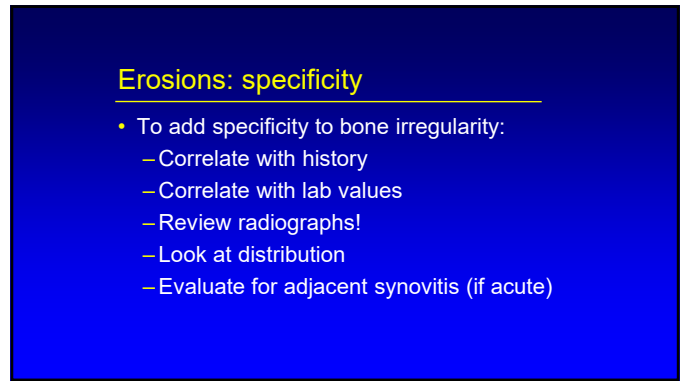 Erosions: specificity
• To add specificity to bone irregularity:
– Correlate with history
– Correlate with lab values
– Review radiographs!
– Look at distribution
– Evaluate for adjacent synovitis (if acute)